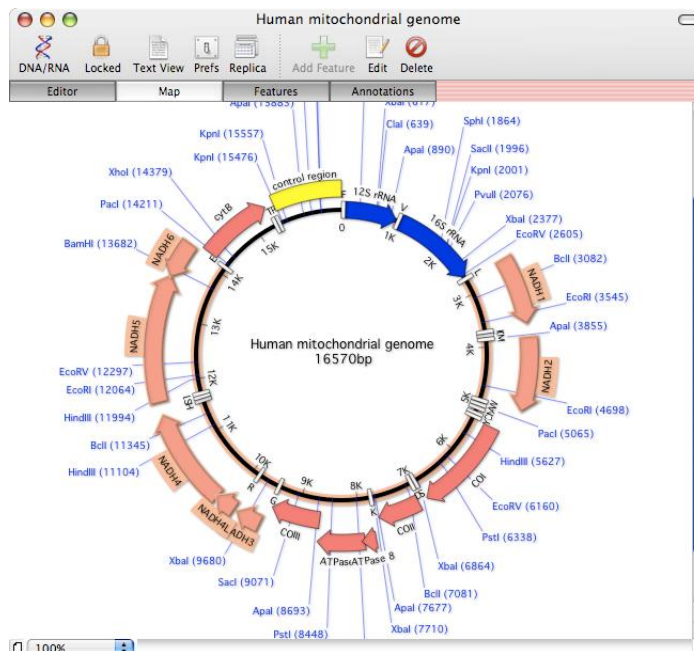 Human mitochondrial genome
DNA/RNA
Locked
Text View
Prefs
Replica
Add Feature
Edit
Delete
Editor
Map
Features
Annotations
KpnI (15557)
KpnI (15476)
XhoI (14379)
PacI (14211)
BamHI (13682)
EcoRV (12297)
EcoRI (12064)
HindIII (11994)
BclI (11345)
HindIII (11104)
XbaI (9680)
SacI (9071)
ApaI (8693)
PstI (8448)
ClaI (639)
ApaI (890)
SphI (1864)
SacII (1996)
KpnI (2001)
PvuII (2076)
XbaI (2377)
EcoRV (2605)
BclI (3082)
EcoRI (3545)
ApaI (3855)
EcoRI (4698)
PacI (5065)
HindIII (5627)
EcoRV (6160)
PstI (6338)
XbaI (6864)
BclI (7081)
ApaI (7677)
XbaI (7710)
control region
F
12S rRNA
V
16S rRNA
L
NADH1
NADH2
COI
COII
K
ATPase 8
COIII
G
R
NADH4L
NADH4
NADH5
NADH6
cytB
0
1K
2K
3K
4K
6K
7K
8K
9K
10K
11K
12K
13K
14K
15K
Human mitochondrial genome
16570bp
100%